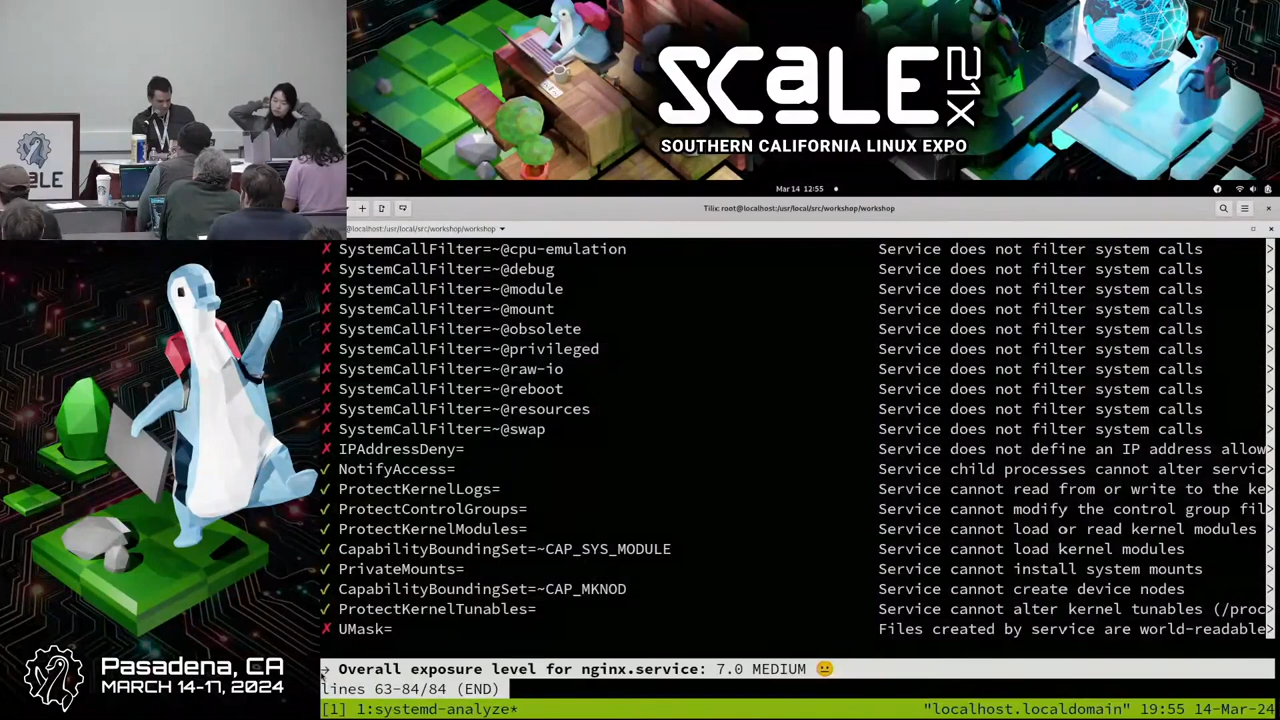 SCaLE 21X
SOUTHERN CALIFORNIA LINUX EXPO
Mar 14 12:55
Tilix: root@localhost:/usr/local/src/workshop/workshop
@localhost:/usr/local/src/workshop/workshop
✗ SystemCallFilter=~@cpu-emulation Service does not filter system calls >
✗ SystemCallFilter=~@debug Service does not filter system calls >
✗ SystemCallFilter=~@module Service does not filter system calls >
✗ SystemCallFilter=~@mount Service does not filter system calls >
✗ SystemCallFilter=~@obsolete Service does not filter system calls >
✗ SystemCallFilter=~@privileged Service does not filter system calls >
✗ SystemCallFilter=~@raw-io Service does not filter system calls >
✗ SystemCallFilter=~@reboot Service does not filter system calls >
✗ SystemCallFilter=~@resources Service does not filter system calls >
✗ SystemCallFilter=~@swap Service does not filter system calls >
✗ IPAddressDeny= Service does not define an IP address allow>
✓ NotifyAccess= Service child processes cannot alter servic>
✓ ProtectKernelLogs= Service cannot read from or write to the ke>
✓ ProtectControlGroups= Service cannot modify the control group fil>
✓ ProtectKernelModules= Service cannot load or read kernel modules >
✓ CapabilityBoundingSet=~CAP_SYS_MODULE Service cannot load kernel modules >
✓ PrivateMounts= Service cannot install system mounts >
✓ CapabilityBoundingSet=~CAP_MKNOD Service cannot create device nodes >
✓ ProtectKernelTunables= Service cannot alter kernel tunables (/proc>
✗ UMask= Files created by service are world-readable>
→ Overall exposure level for nginx.service: 7.0 MEDIUM 😐
lines 63-84/84 (END)
[1] 1:systemd-analyze* "localhost.localdomain" 19:55 14-Mar-24
Pasadena, CA
MARCH 14-17, 2024